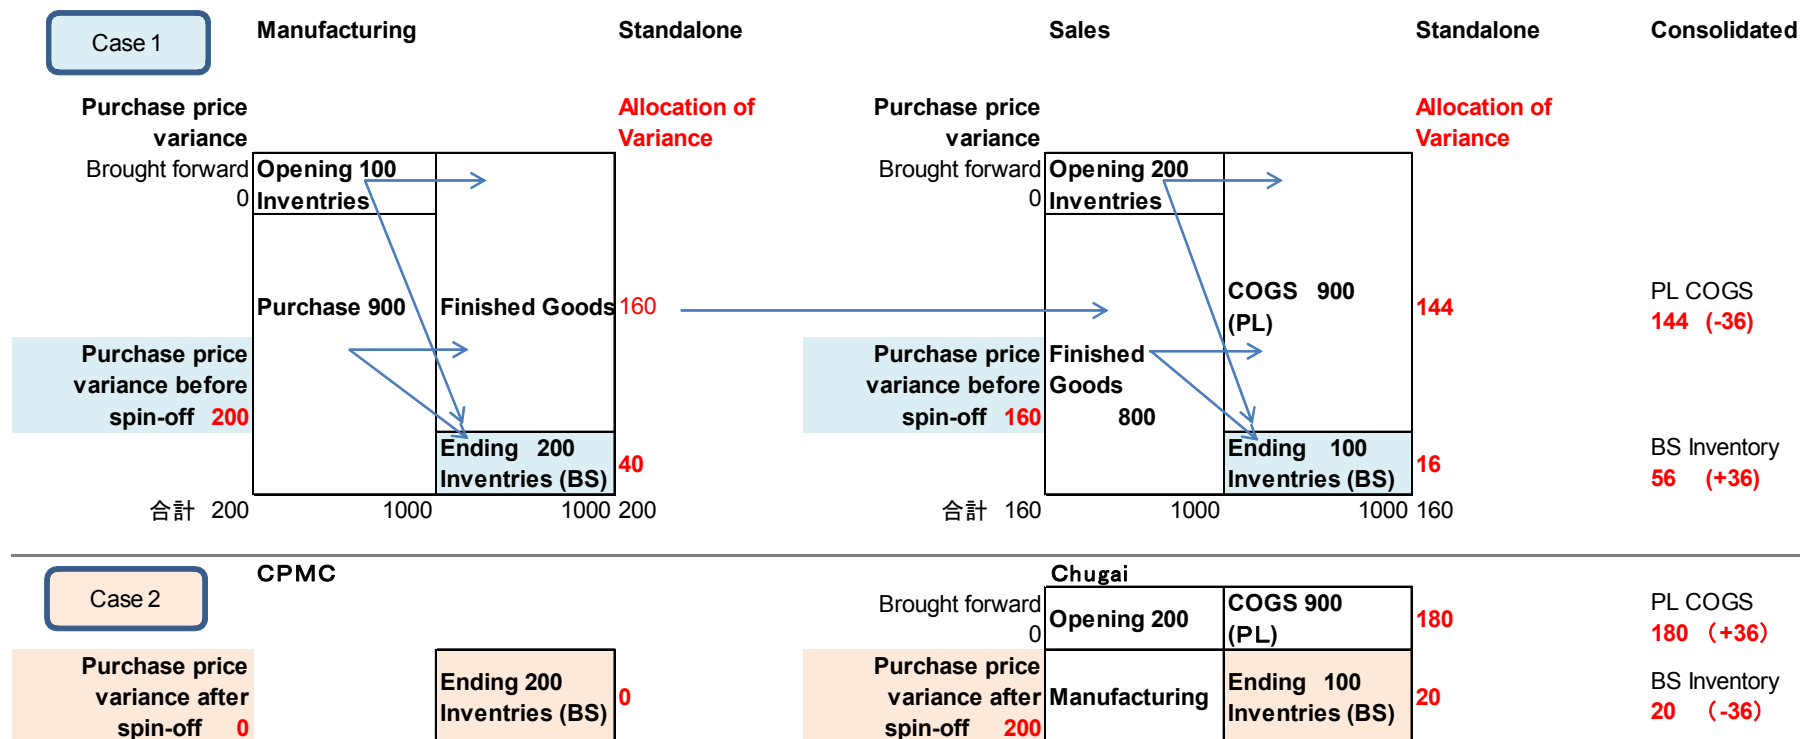 Case 1
Manufacturing
Standalone
Sales
Standalone
Consolidated
Purchase price
variance
Allocation of
Variance
Purchase price
variance
Allocation of
Variance
Brought forward
0
Opening 100
Inventries
Brought forward
0
Opening 200
Inventries
Purchase 900
Finished Goods
160
COGS 900
(PL)
144
PL COGS
144 (-36)
Purchase price
variance before
spin-off 200
Purchase price
variance before
spin-off 160
Finished
Goods
800
Ending 200
Inventries (BS)
40
Ending 100
Inventries (BS)
16
BS Inventory
56 (+36)
合計 200
1000
1000 200
合計 160
1000
1000 160
Case 2
CPMC
Chugai
Brought forward
0
Opening 200
COGS 900
(PL)
180
PL COGS
180 (+36)
Purchase price
variance after
spin-off 0
Ending 200
Inventries (BS)
0
Purchase price
variance after
spin-off 200
Manufacturing
Ending 100
Inventries (BS)
20
BS Inventory
20 (-36)